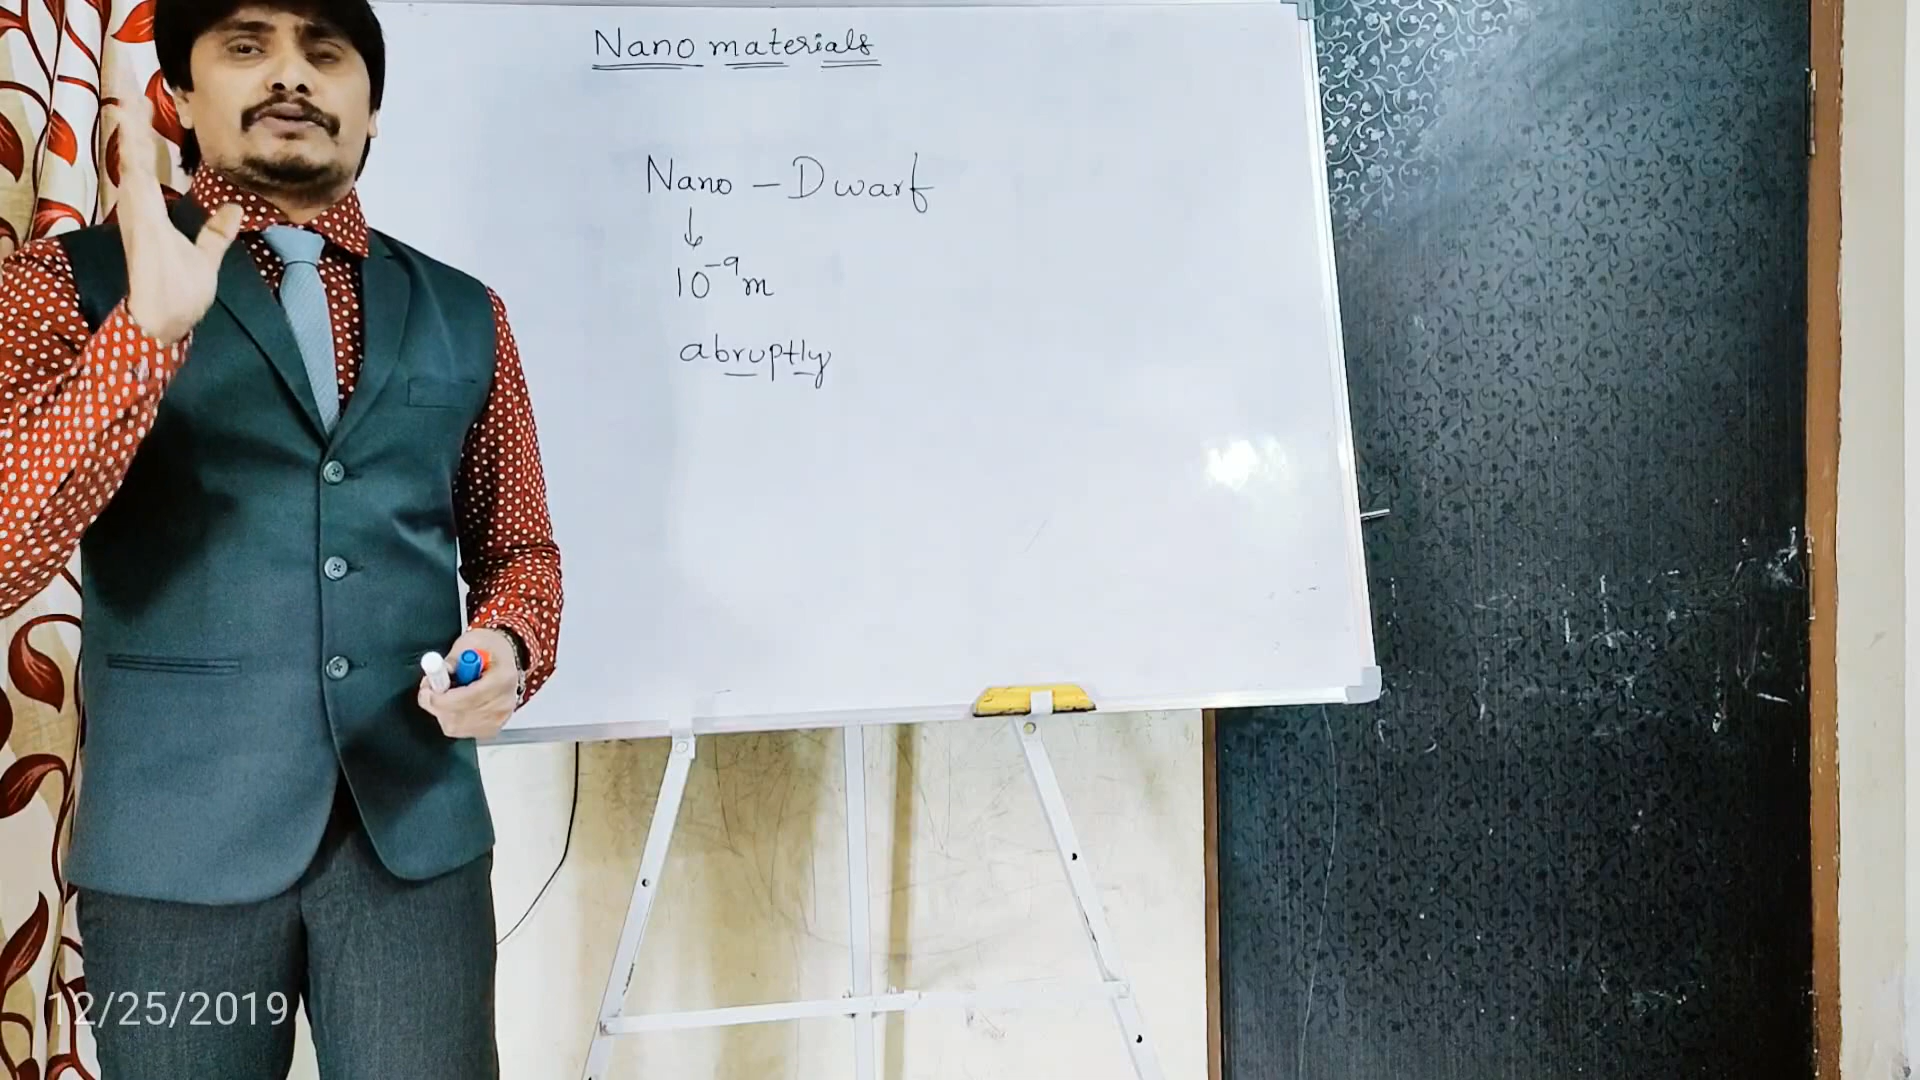 Nano materials
Nano - Dwarf
↓
10⁻⁹m
abruptly
12/25/2019